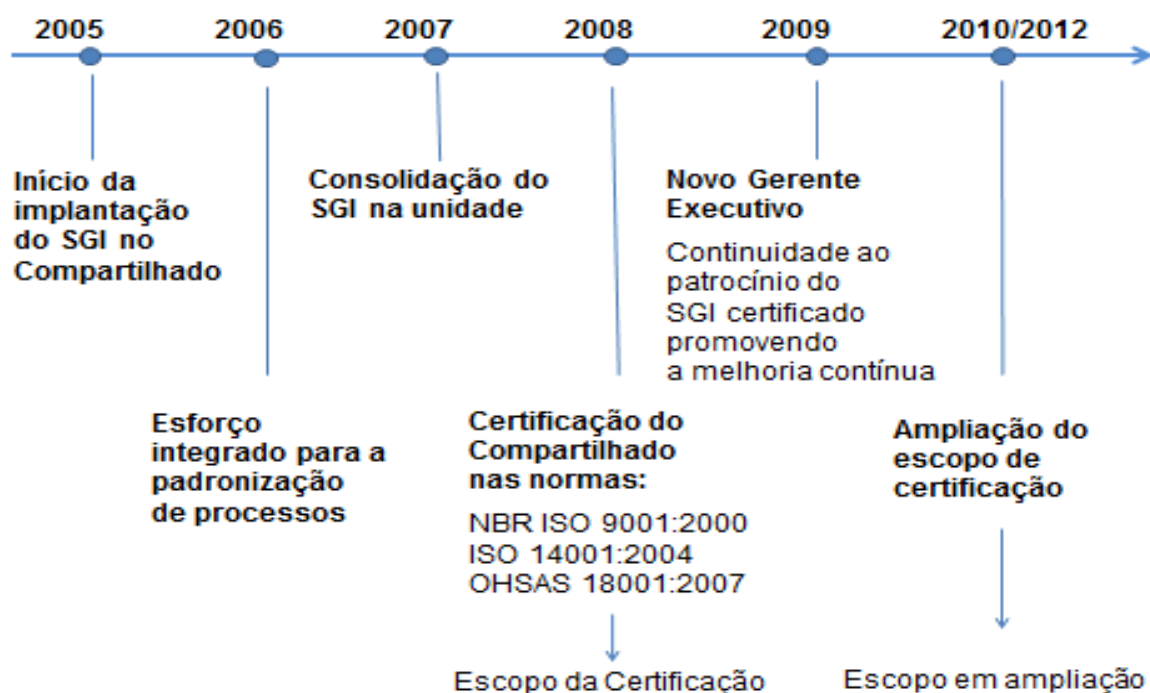 2005 2006 2007 2008 2009 2010/2012
Início da
implantação
do SGI no
Compartilhado
Esforço
integrado para a
padronização
de processos
Consolidação do
SGI na unidade
Certificação do
Compartilhado
nas normas:
NBR ISO 9001:2000
ISO 14001:2004
OHSAS 18001:2007
Escopo da Certificação
Novo Gerente
Executivo
Continuidade ao
patrocínio do
SGI certificado
promovendo
a melhoria contínua
Ampliação do
escopo de
certificação
Escopo em ampliação